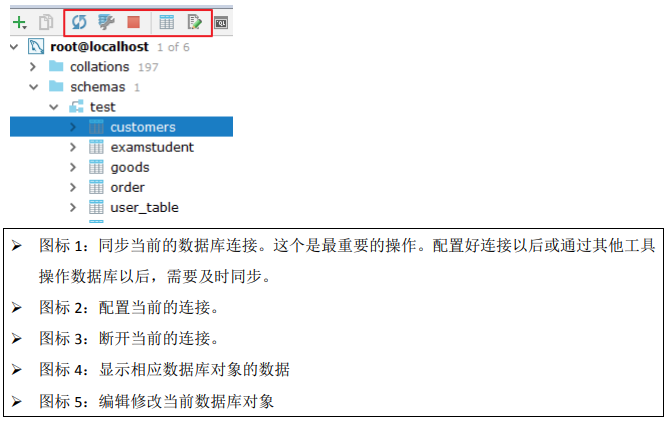 root@localhost 1 of 6
collations 197
schemas 1
test
customers
examstudent
goods
order
user_table
➢ 图标 1：同步当前的数据库连接。这个是最重要的操作。配置好连接以后或通过其他工具
操作数据库以后，需要及时同步。
➢ 图标 2：配置当前的连接。
➢ 图标 3：断开当前的连接。
➢ 图标 4：显示相应数据库对象的数据
➢ 图标 5：编辑修改当前数据库对象